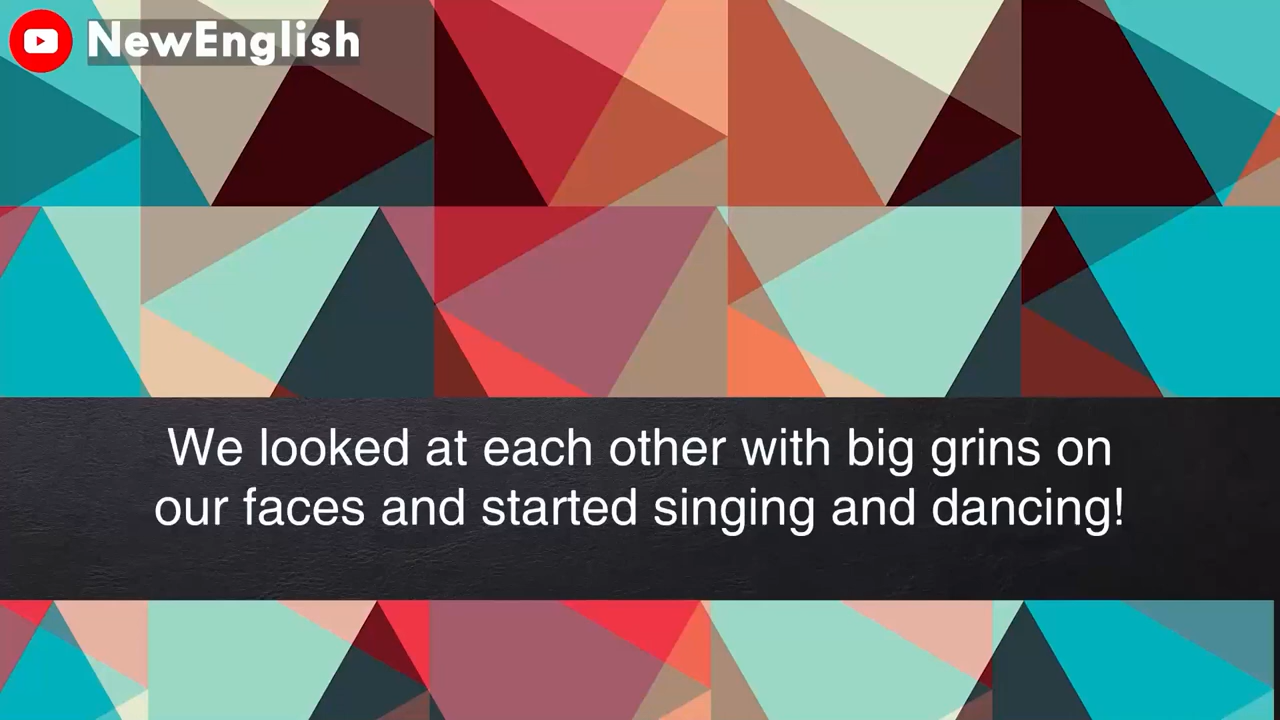 NewEnglish
We looked at each other with big grins on
our faces and started singing and dancing!